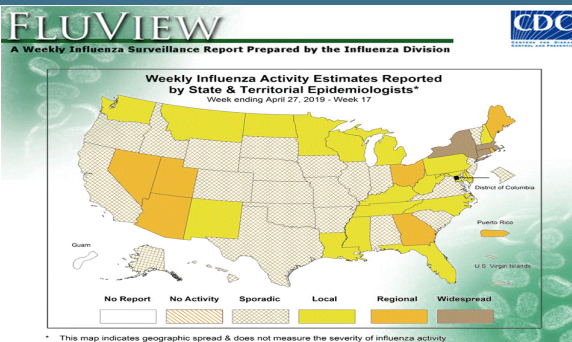 FLUVIEW
CDC
A Weekly Influenza Surveillance Report Prepared by the Influenza Division
Weekly Influenza Activity Estimates Reported
by State & Territorial Epidemiologists*
Week ending April 27, 2019 - Week 17
District of Columbia
Puerto Rico
Guam
U.S. Virgin Islands
No Report No Activity Sporadic Local Regional Widespread
* This map indicates geographic spread & does not measure the severity of influenza activity